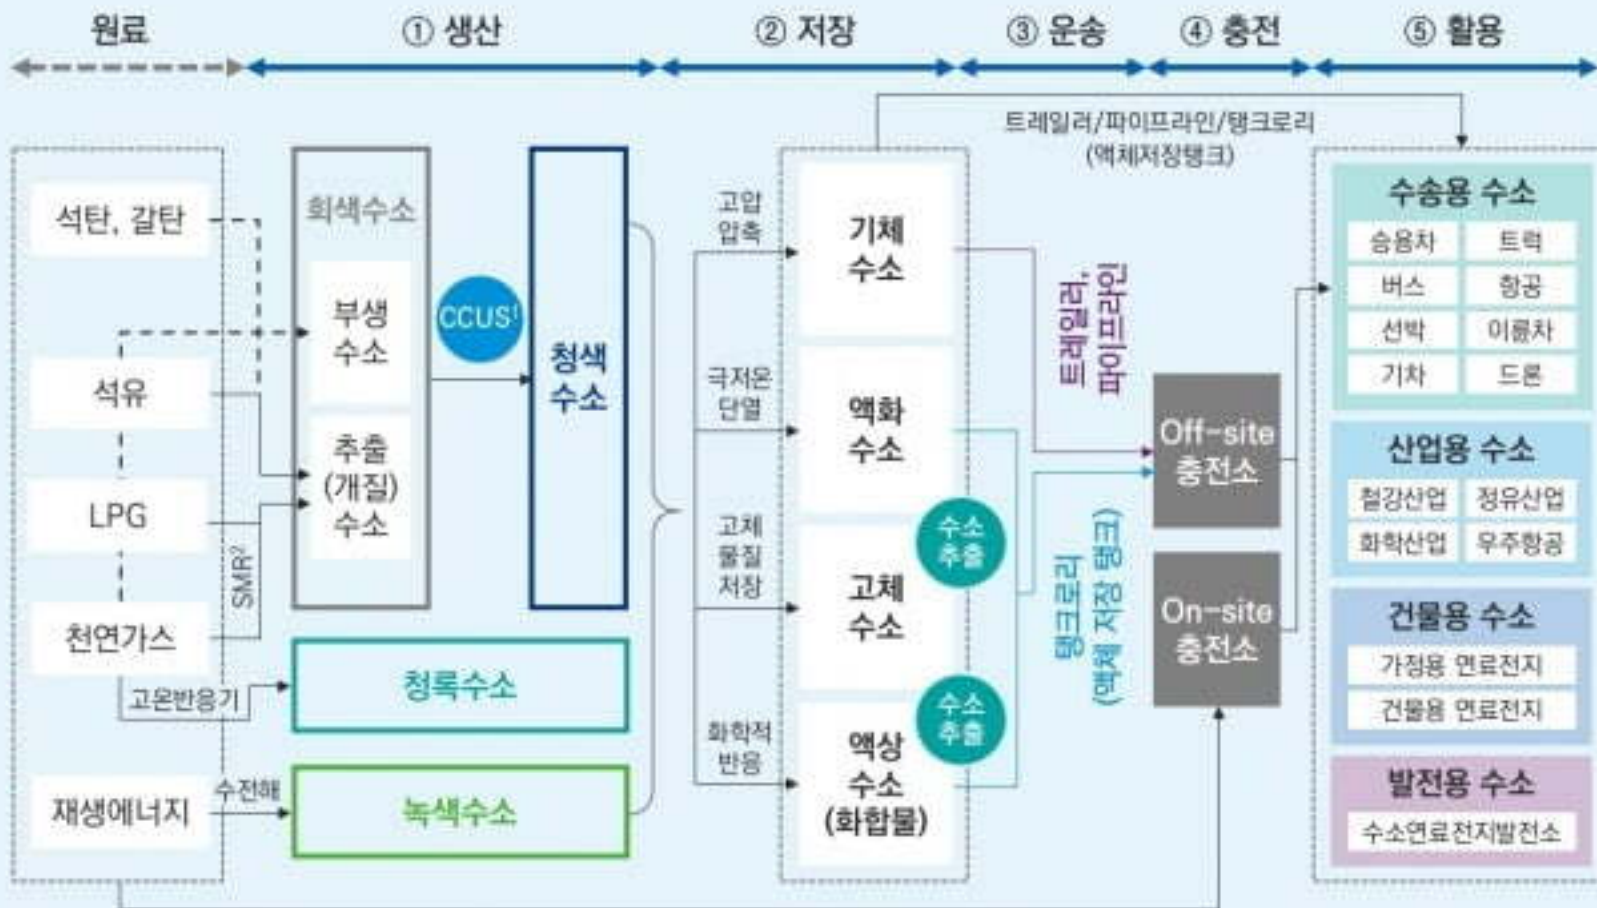 원료
① 생산
② 저장
③ 운송
④ 충전
⑤ 활용
트레일러/파이프라인/탱크로리
(액체저장탱크)
석탄, 갈탄
석유
LPG
천연가스
재생에너지
SMR²
고온반응기
수전해
회색수소
부생
수소
추출
(개질)
수소
CCUS¹
청색
수소
청록수소
녹색수소
고압
압축
극저온
단열
고체
물질
저장
화학적
반응
기체
수소
액화
수소
고체
수소
액상
수소
(화합물)
수소
추출
수소
추출
트레일러,
파이프라인
탱크로리
(액체 저장 탱크)
Off-site
충전소
On-site
충전소
수송용 수소
승용차 트럭
버스 항공
선박 이륜차
기차 드론
산업용 수소
철강산업 정유산업
화학산업 우주항공
건물용 수소
가정용 연료전지
건물용 연료전지
발전용 수소
수소연료전지발전소